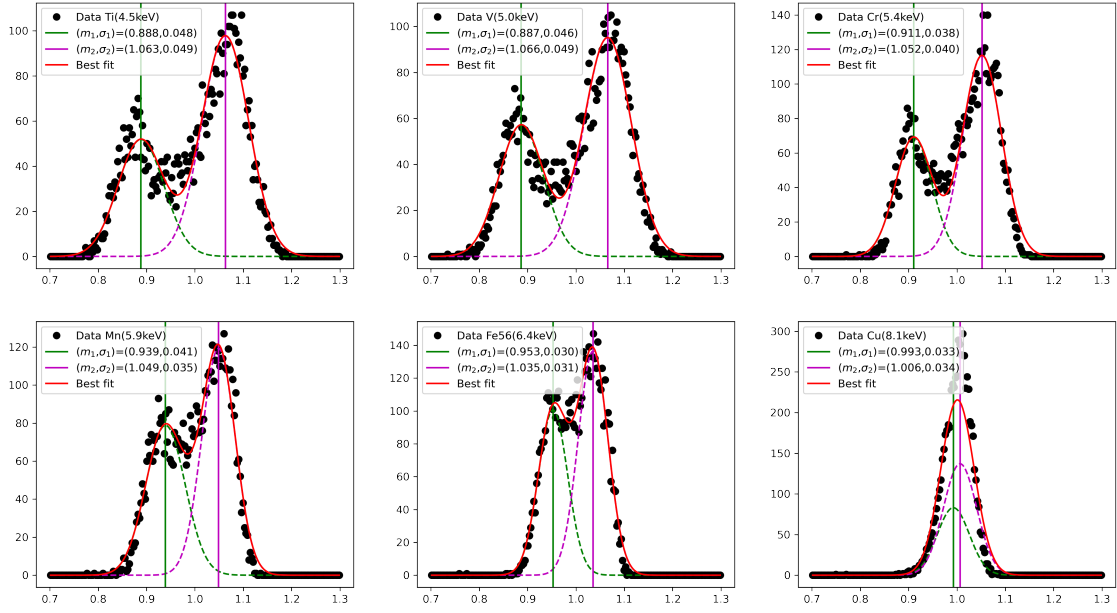 Data Ti(4.5keV)
(m₁,σ₁)=(0.888,0.048)
(m₂,σ₂)=(1.063,0.049)
Best fit
100
80
60
40
20
0
0.7 0.8 0.9 1.0 1.1 1.2 1.3
Data V(5.0keV)
(m₁,σ₁)=(0.887,0.046)
(m₂,σ₂)=(1.066,0.049)
Best fit
100
80
60
40
20
0
0.7 0.8 0.9 1.0 1.1 1.2 1.3
Data Cr(5.4keV)
(m₁,σ₁)=(0.911,0.038)
(m₂,σ₂)=(1.052,0.040)
Best fit
140
120
100
80
60
40
20
0
0.7 0.8 0.9 1.0 1.1 1.2 1.3
Data Mn(5.9keV)
(m₁,σ₁)=(0.939,0.041)
(m₂,σ₂)=(1.049,0.035)
Best fit
120
100
80
60
40
20
0
0.7 0.8 0.9 1.0 1.1 1.2 1.3
Data Fe56(6.4keV)
(m₁,σ₁)=(0.953,0.030)
(m₂,σ₂)=(1.035,0.031)
Best fit
140
120
100
80
60
40
20
0
0.7 0.8 0.9 1.0 1.1 1.2 1.3
Data Cu(8.1keV)
(m₁,σ₁)=(0.993,0.033)
(m₂,σ₂)=(1.006,0.034)
Best fit
300
250
200
150
100
50
0
0.7 0.8 0.9 1.0 1.1 1.2 1.3